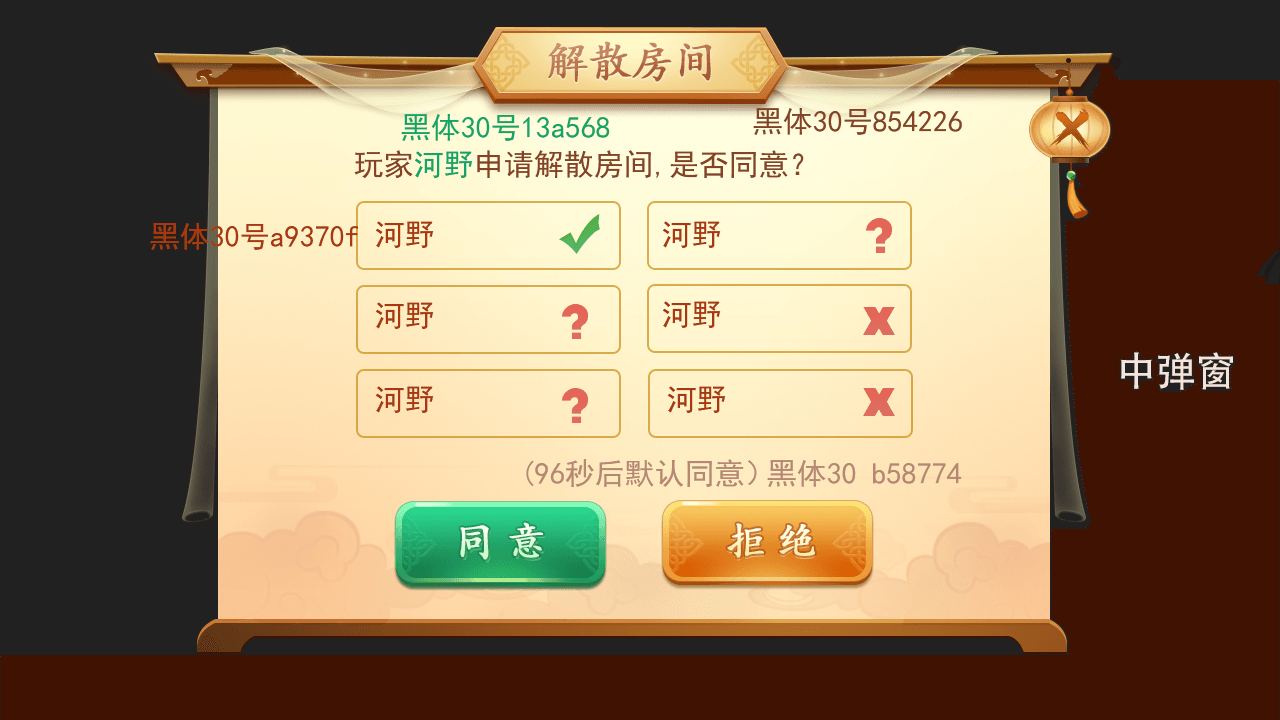 解散房间
黑体30号13a568
黑体30号854226
玩家河野申请解散房间,是否同意?
黑体30号a9370f
河野
河野
?
河野
?
河野
河野
?
河野
中弹窗
(96秒后默认同意)黑体30 b58774
同意
拒绝